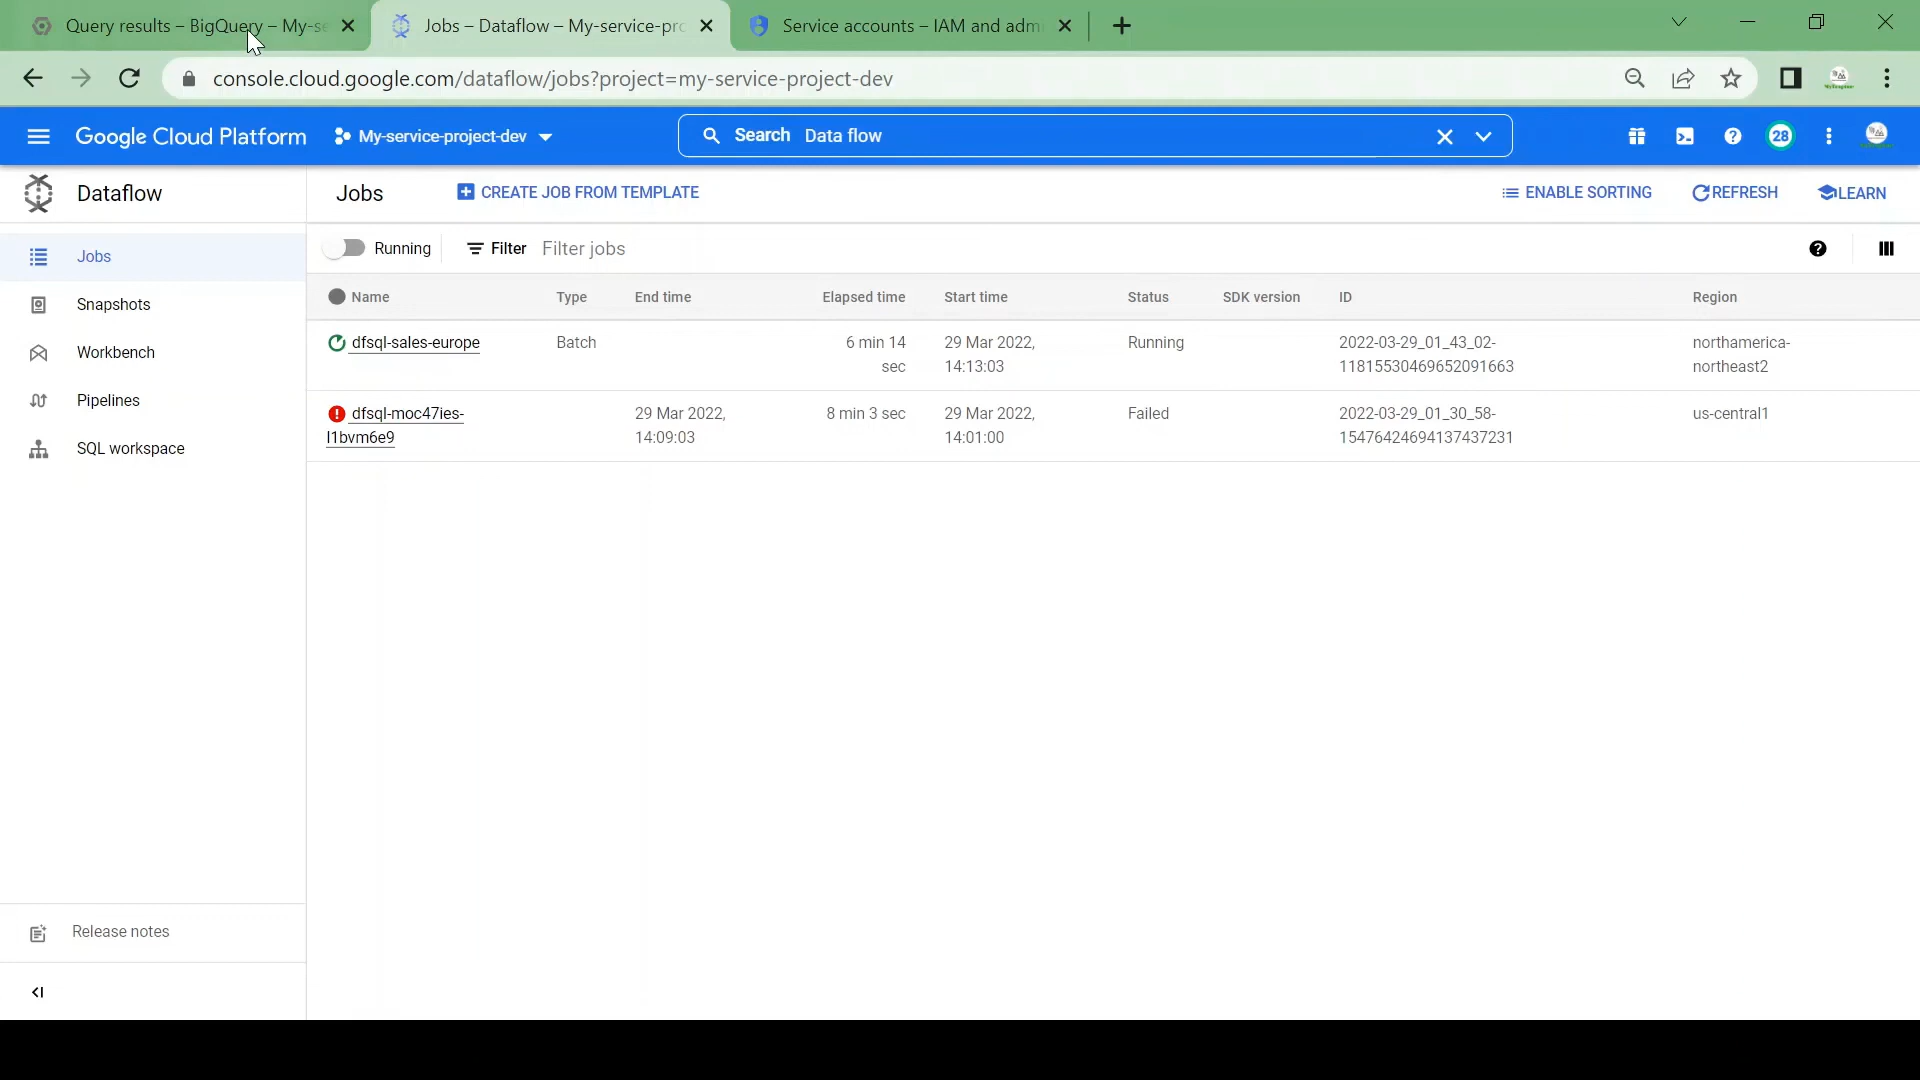 Query results – BigQuery – My-se
Jobs – Dataflow – My-service-pro
Service accounts – IAM and adm
console.cloud.google.com/dataflow/jobs?project=my-service-project-dev
Google Cloud Platform
My-service-project-dev
Search Data flow
28
Dataflow
Jobs
CREATE JOB FROM TEMPLATE
ENABLE SORTING
REFRESH
LEARN
Jobs
Snapshots
Workbench
Pipelines
SQL workspace
Release notes
Running
Filter Filter jobs
Name Type End time Elapsed time Start time Status SDK version ID Region
dfsql-sales-europe Batch 6 min 14 29 Mar 2022, Running 2022-03-29_01_43_02- northamerica-
sec 14:13:03 11815530469652091663 northeast2
dfsql-moc47ies- 29 Mar 2022, 8 min 3 sec 29 Mar 2022, Failed 2022-03-29_01_30_58- us-central1
l1bvm6e9 14:09:03 14:01:00 15476424694137437231